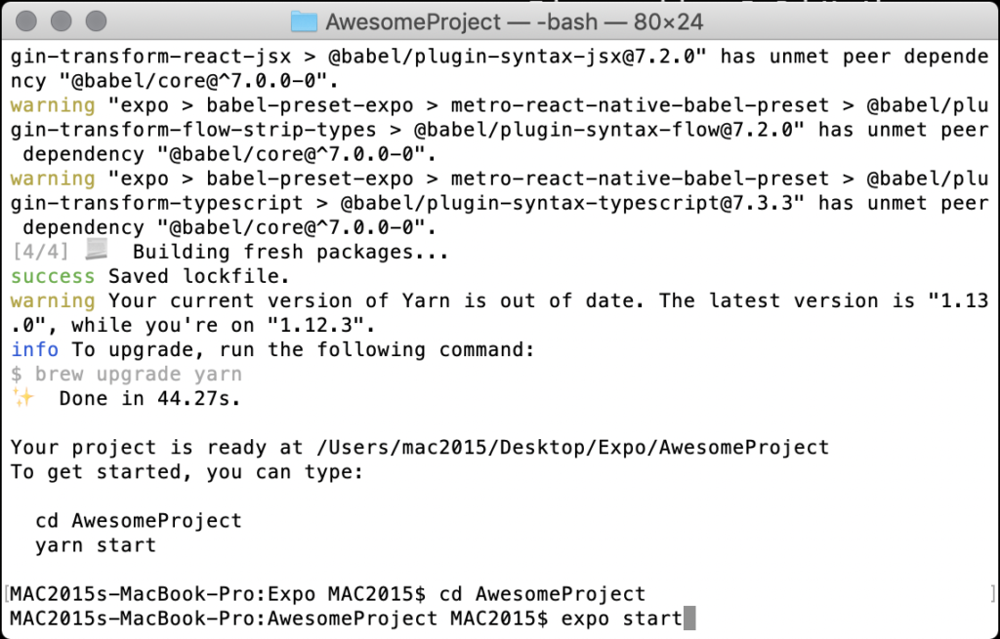 AwesomeProject — -bash — 80×24
gin-transform-react-jsx > @babel/plugin-syntax-jsx@7.2.0" has unmet peer depende
ncy "@babel/core@^7.0.0-0".
warning "expo > babel-preset-expo > metro-react-native-babel-preset > @babel/plu
gin-transform-flow-strip-types > @babel/plugin-syntax-flow@7.2.0" has unmet peer
 dependency "@babel/core@^7.0.0-0".
warning "expo > babel-preset-expo > metro-react-native-babel-preset > @babel/plu
gin-transform-typescript > @babel/plugin-syntax-typescript@7.3.3" has unmet peer
 dependency "@babel/core@^7.0.0-0".
[4/4] 📃  Building fresh packages...
success Saved lockfile.
warning Your current version of Yarn is out of date. The latest version is "1.13
.0", while you're on "1.12.3".
info To upgrade, run the following command:
$ brew upgrade yarn
✨  Done in 44.27s.

Your project is ready at /Users/mac2015/Desktop/Expo/AwesomeProject
To get started, you can type:

  cd AwesomeProject
  yarn start

[MAC2015s-MacBook-Pro:Expo MAC2015$ cd AwesomeProject ]
MAC2015s-MacBook-Pro:AwesomeProject MAC2015$ expo start